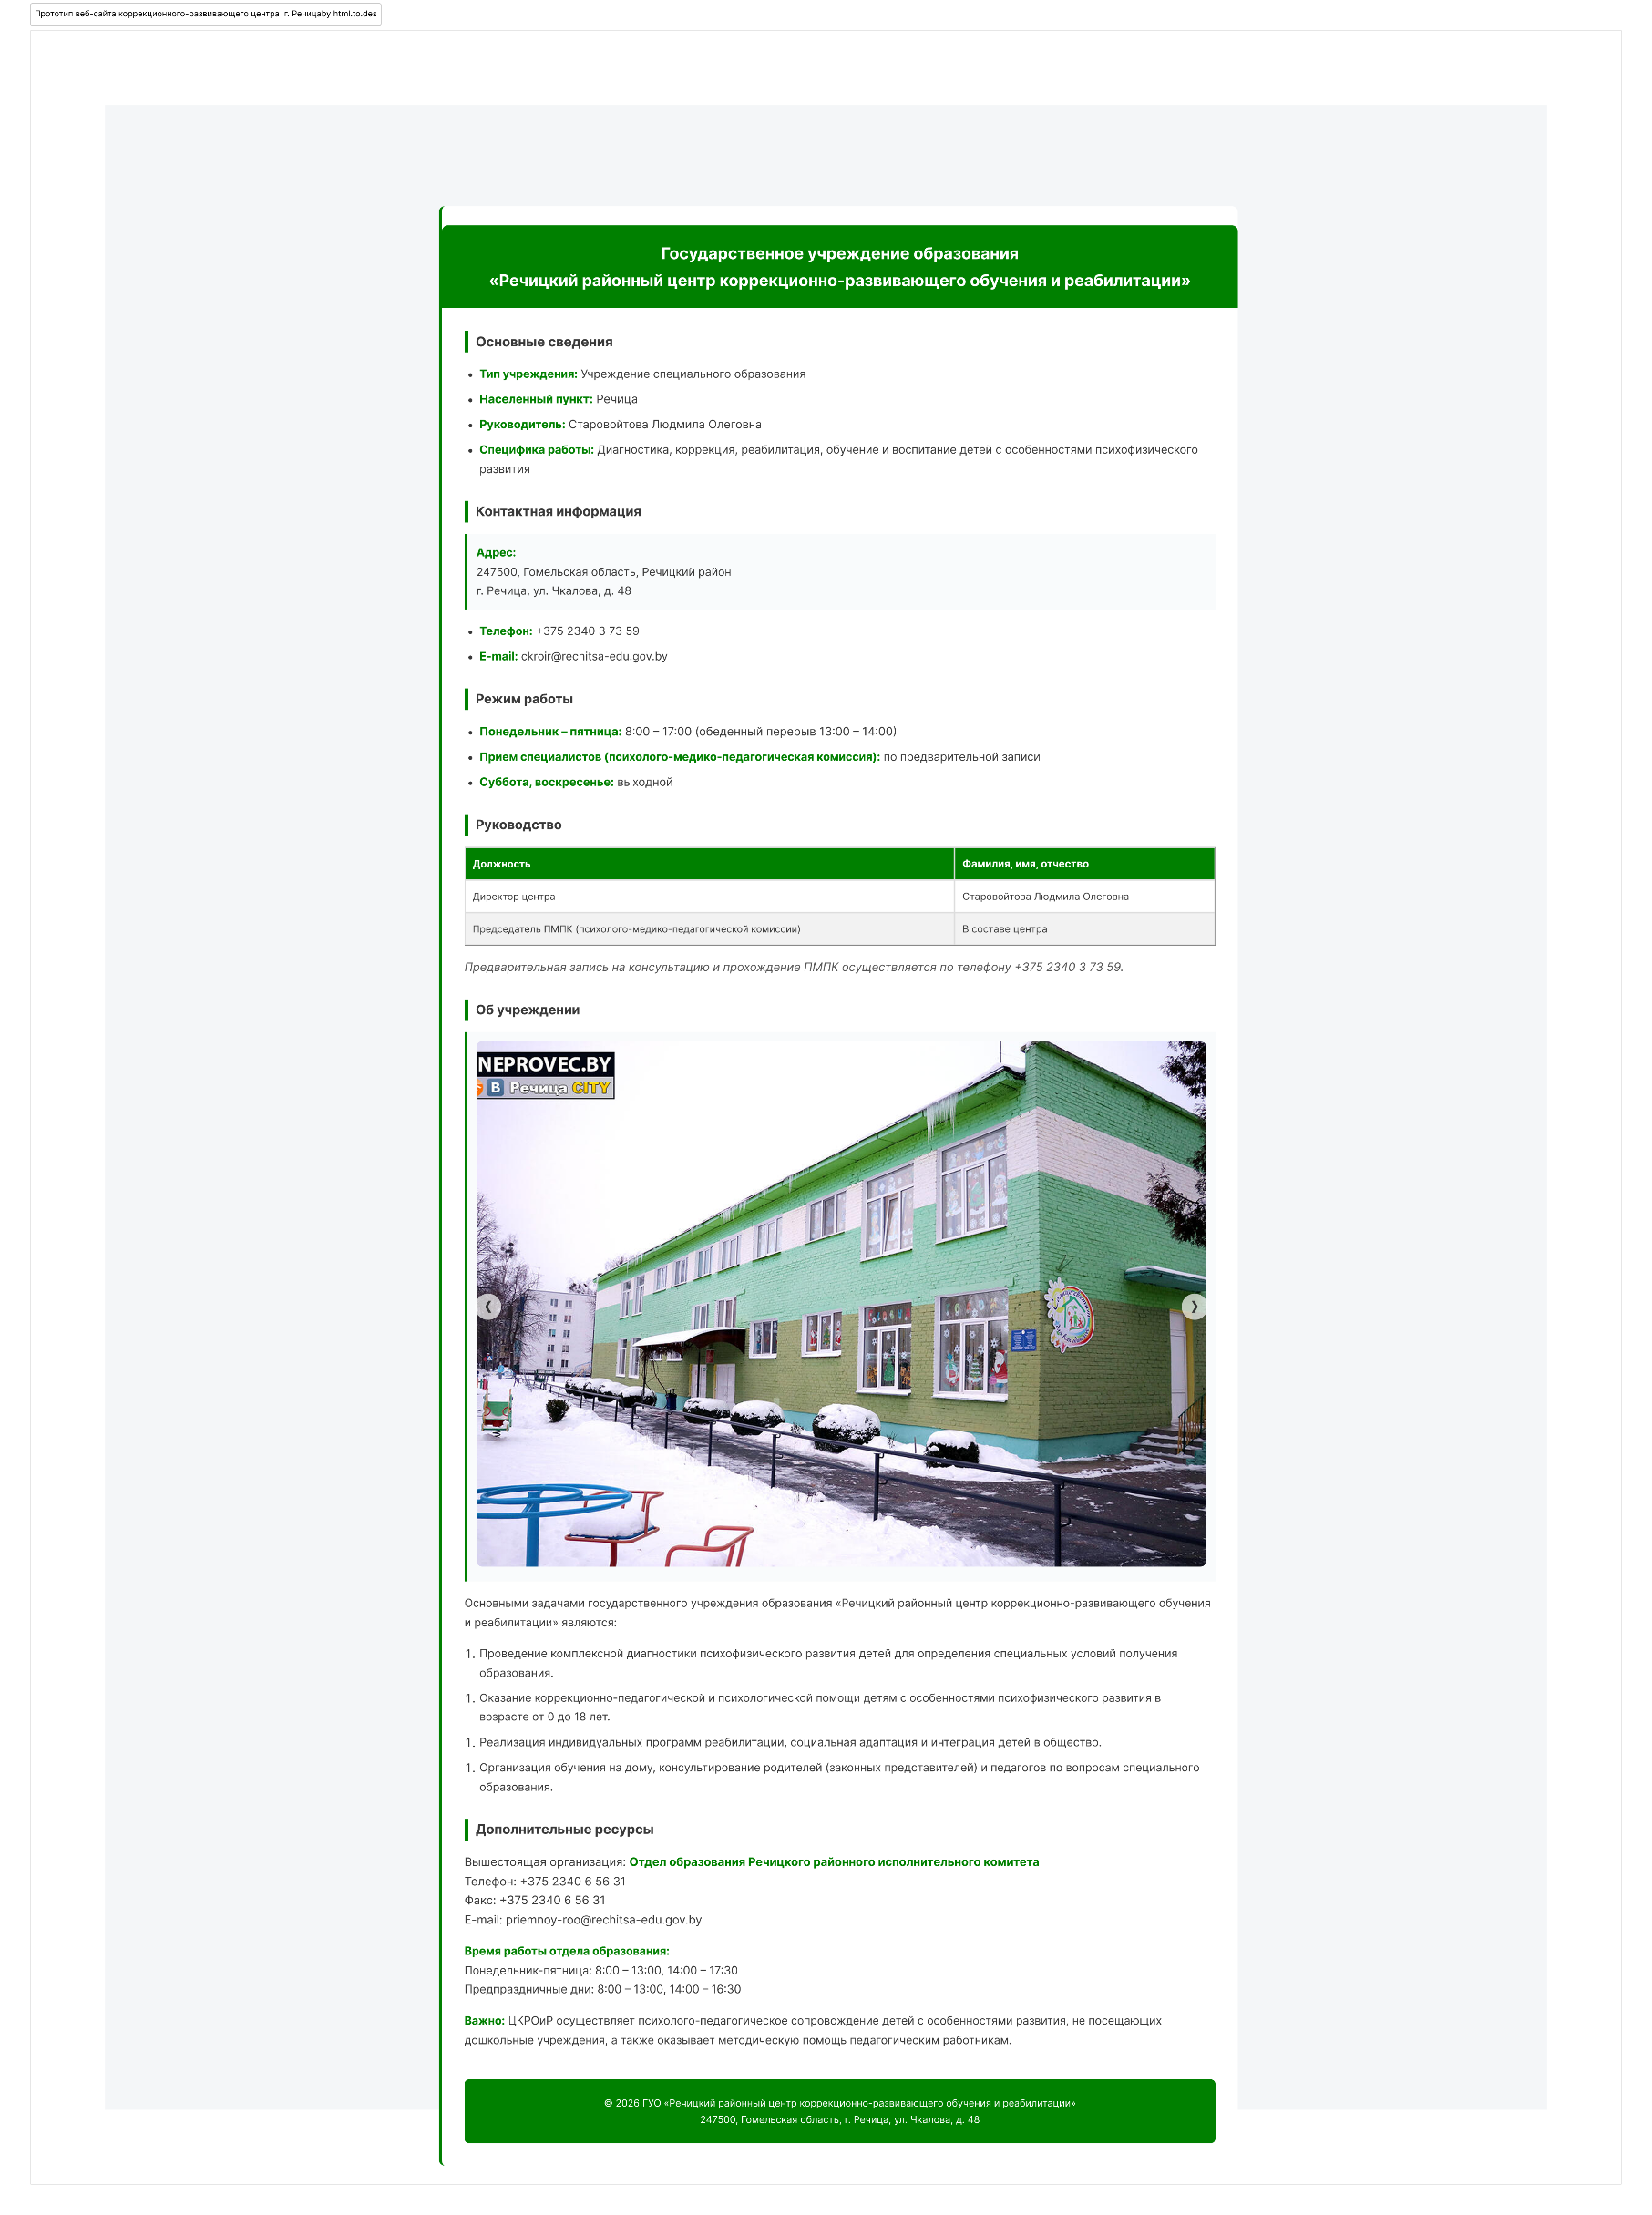 Прототип веб-сайта коррекционного-развивающего центра г. Речицаby html.to.des
Государственное учреждение образования
«Речицкий районный центр коррекционно-развивающего обучения и реабилитации»
Основные сведения
• Тип учреждения: Учреждение специального образования
• Населенный пункт: Речица
• Руководитель: Старовойтова Людмила Олеговна
• Специфика работы: Диагностика, коррекция, реабилитация, обучение и воспитание детей с особенностями психофизического
развития
Контактная информация
Адрес:
247500, Гомельская область, Речицкий район
г. Речица, ул. Чкалова, д. 48
• Телефон: +375 2340 3 73 59
• E-mail: ckroir@rechitsa-edu.gov.by
Режим работы
• Понедельник – пятница: 8:00 – 17:00 (обеденный перерыв 13:00 – 14:00)
• Прием специалистов (психолого-медико-педагогическая комиссия): по предварительной записи
• Суббота, воскресенье: выходной
Руководство
Должность Фамилия, имя, отчество
Директор центра Старовойтова Людмила Олеговна
Председатель ПМПК (психолого-медико-педагогической комиссии) В составе центра
Предварительная запись на консультацию и прохождение ПМПК осуществляется по телефону +375 2340 3 73 59.
Об учреждении
NEPROVEC.BY
В Речица CITY
❮ ❯
Основными задачами государственного учреждения образования «Речицкий районный центр коррекционно-развивающего обучения
и реабилитации» являются:
1. Проведение комплексной диагностики психофизического развития детей для определения специальных условий получения
образования.
1. Оказание коррекционно-педагогической и психологической помощи детям с особенностями психофизического развития в
возрасте от 0 до 18 лет.
1. Реализация индивидуальных программ реабилитации, социальная адаптация и интеграция детей в общество.
1. Организация обучения на дому, консультирование родителей (законных представителей) и педагогов по вопросам специального
образования.
Дополнительные ресурсы
Вышестоящая организация: Отдел образования Речицкого районного исполнительного комитета
Телефон: +375 2340 6 56 31
Факс: +375 2340 6 56 31
E-mail: priemnoy-roo@rechitsa-edu.gov.by
Время работы отдела образования:
Понедельник-пятница: 8:00 – 13:00, 14:00 – 17:30
Предпраздничные дни: 8:00 – 13:00, 14:00 – 16:30
Важно: ЦКРОиР осуществляет психолого-педагогическое сопровождение детей с особенностями развития, не посещающих
дошкольные учреждения, а также оказывает методическую помощь педагогическим работникам.
© 2026 ГУО «Речицкий районный центр коррекционно-развивающего обучения и реабилитации»
247500, Гомельская область, г. Речица, ул. Чкалова, д. 48